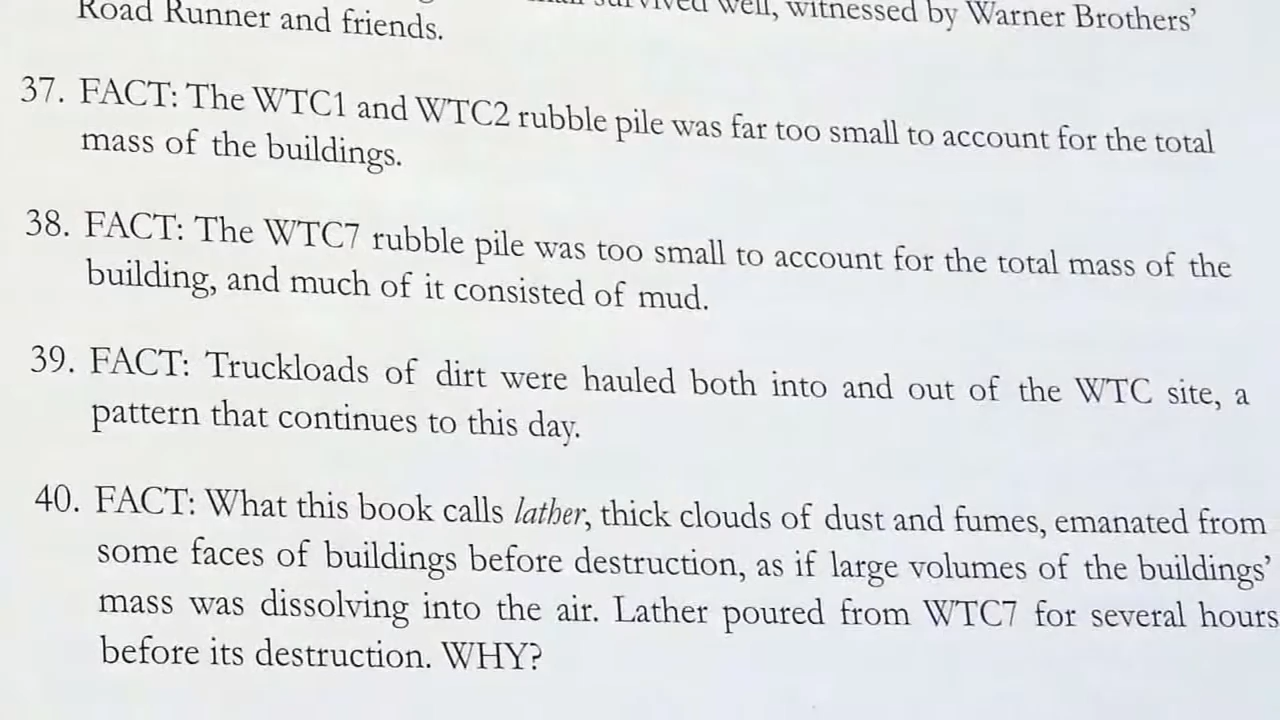 survived well, witnessed by Warner Brothers'
Road Runner and friends.
37. FACT: The WTC1 and WTC2 rubble pile was far too small to account for the total
mass of the buildings.
38. FACT: The WTC7 rubble pile was too small to account for the total mass of the
building, and much of it consisted of mud.
39. FACT: Truckloads of dirt were hauled both into and out of the WTC site, a
pattern that continues to this day.
40. FACT: What this book calls lather, thick clouds of dust and fumes, emanated from
some faces of buildings before destruction, as if large volumes of the buildings'
mass was dissolving into the air. Lather poured from WTC7 for several hours
before its destruction. WHY?